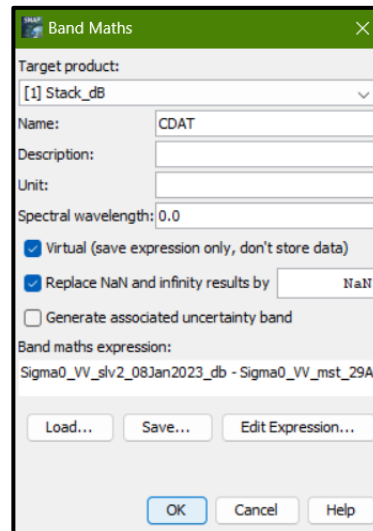 SNAP
Band Maths
Target product:
[1] Stack_dB
Name: CDAT
Description:
Unit:
Spectral wavelength: 0.0
Virtual (save expression only, don't store data)
Replace NaN and infinity results by NaN
Generate associated uncertainty band
Band maths expression:
Sigma0_VV_slv2_08Jan2023_db - Sigma0_VV_mst_29A
Load... Save... Edit Expression...
OK Cancel Help